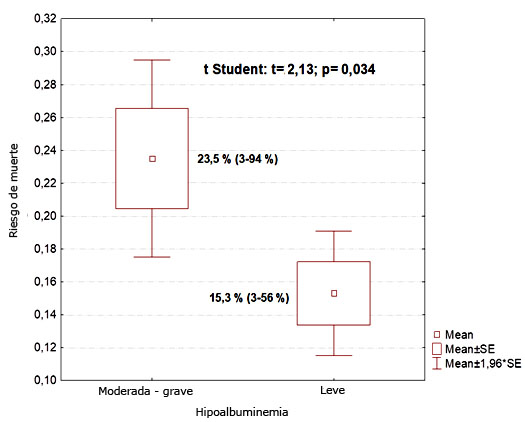 0,32
0,30
0,28
0,26
0,24
0,22
0,20
0,18
0,16
0,14
0,12
0,10
Riesgo de muerte
t Student: t= 2,13; p= 0,034
23,5 % (3-94 %)
15,3 % (3-56 %)
Moderada - grave
Leve
Hipoalbuminemia
Mean
Mean±SE
Mean±1,96*SE